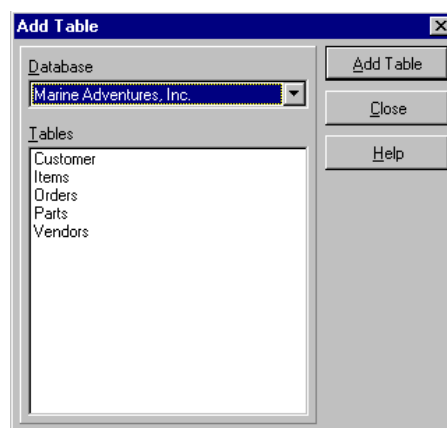 Add Table
Database
Marine Adventures, Inc.
Tables
Customer
Items
Orders
Parts
Vendors
Add Table
Close
Help